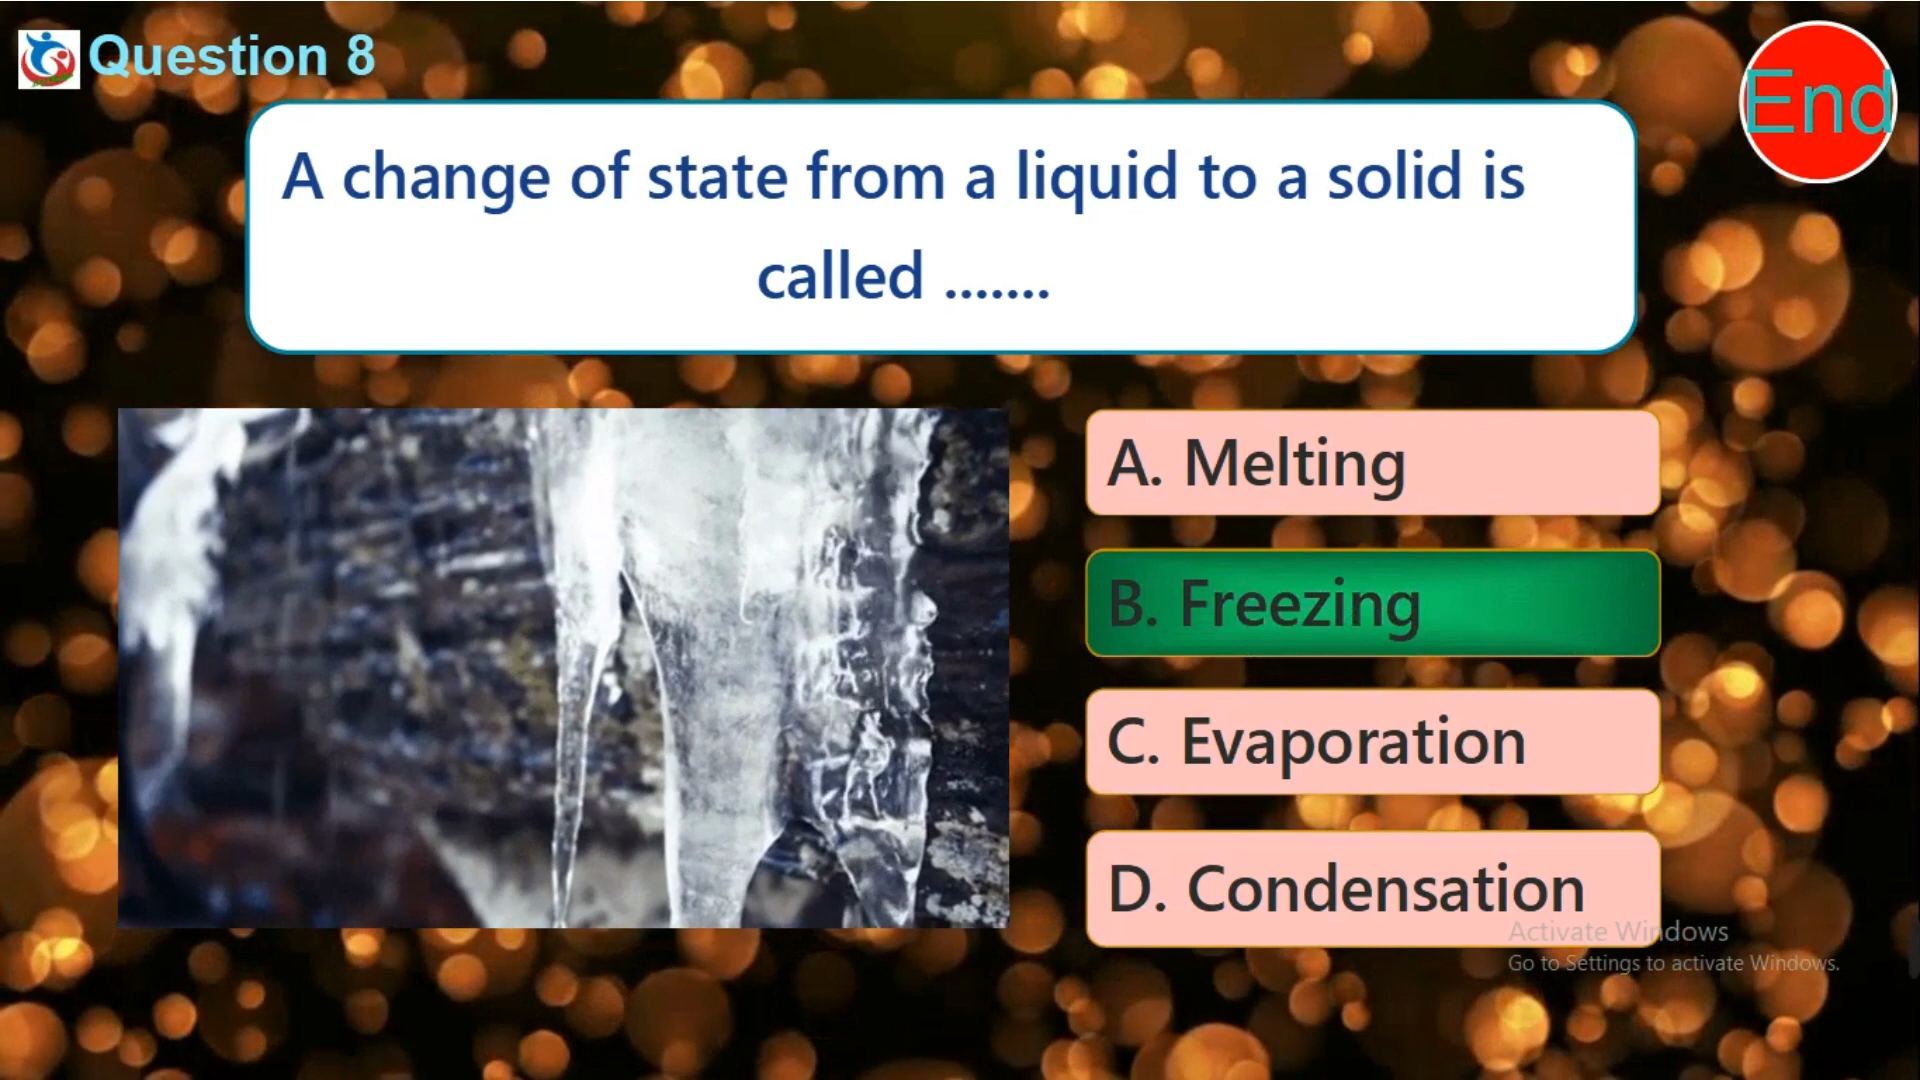 Question 8
End
A change of state from a liquid to a solid is
called .......
A. Melting
B. Freezing
C. Evaporation
D. Condensation
Activate Windows
Go to Settings to activate Windows.